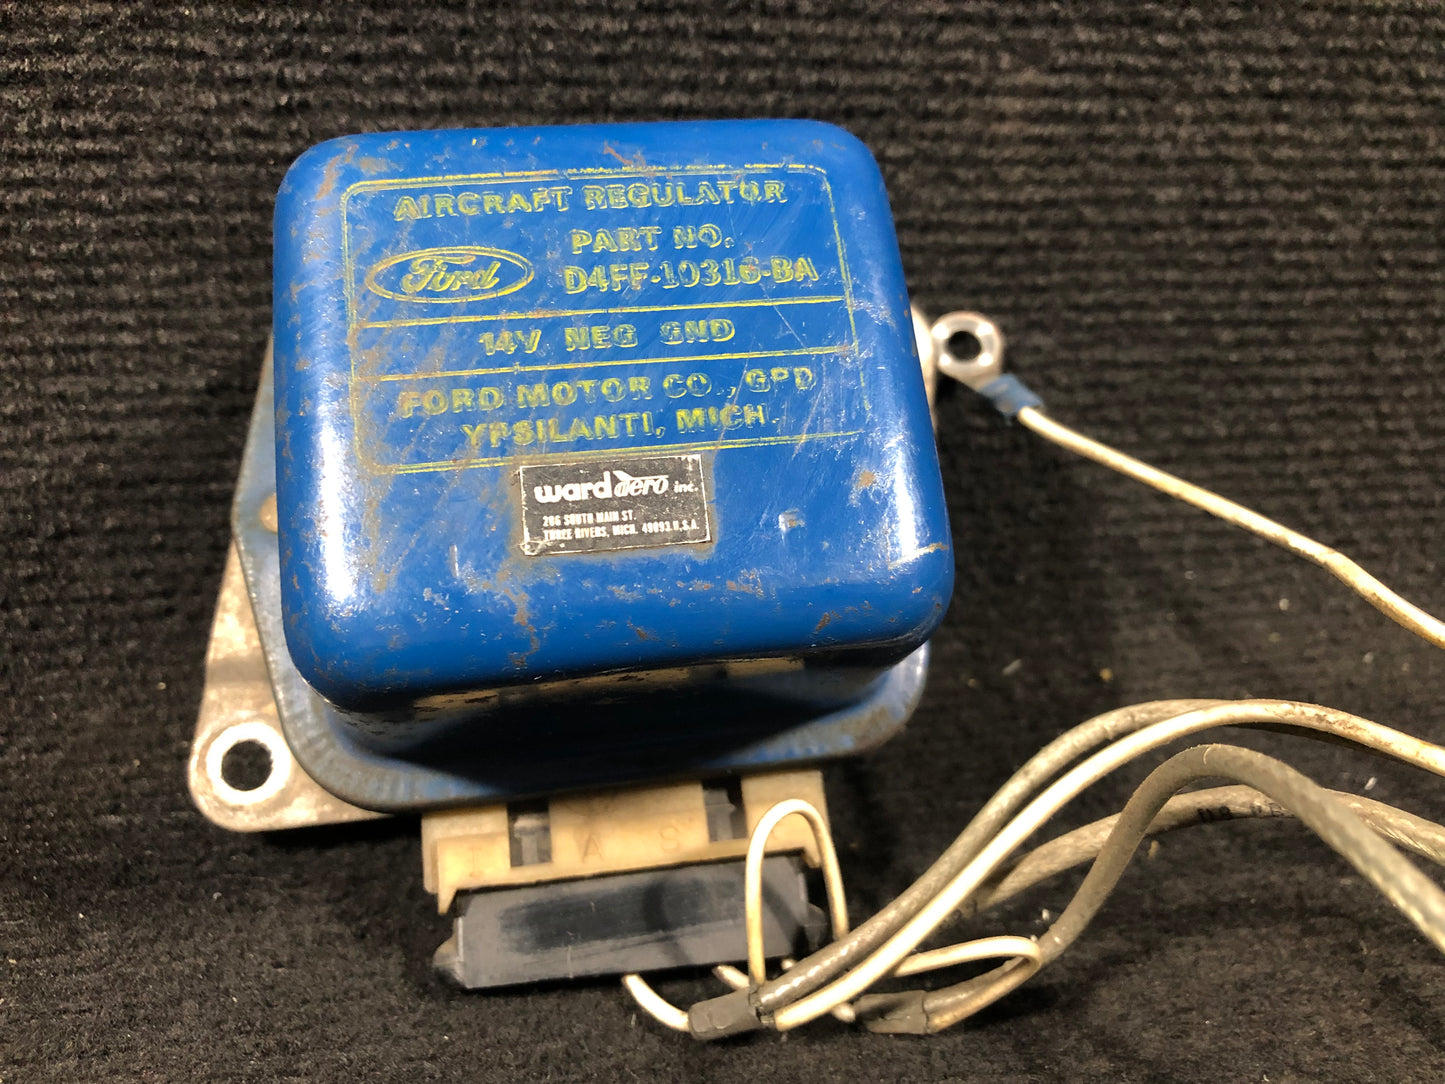 AIRCRAFT REGULATOR
PART NO.
Ford D4FF-10316-BA
14V NEG GND
FORD MOTOR CO., GPD
YPSILANTI, MICH.
ward aero inc.
206 SOUTH MAIN ST.
THREE RIVERS, MICH. 49093 U.S.A.
I A S